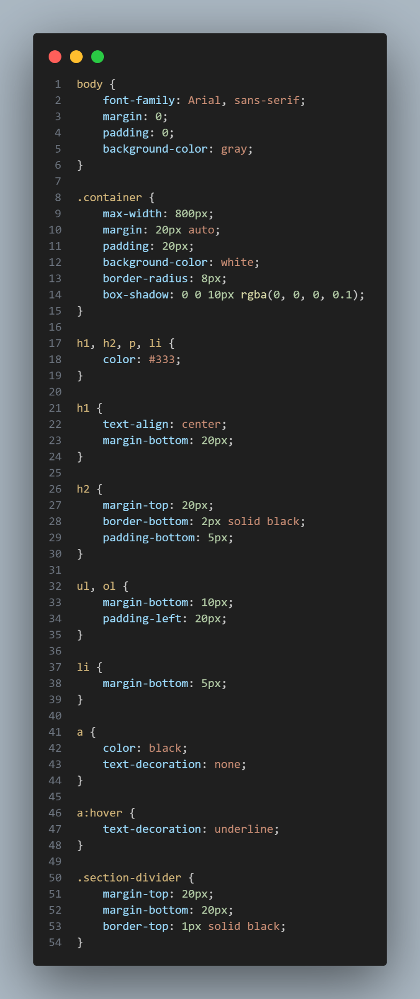 1 body {
2     font-family: Arial, sans-serif;
3     margin: 0;
4     padding: 0;
5     background-color: gray;
6 }
7
8 .container {
9     max-width: 800px;
10     margin: 20px auto;
11     padding: 20px;
12     background-color: white;
13     border-radius: 8px;
14     box-shadow: 0 0 10px rgba(0, 0, 0, 0.1);
15 }
16
17 h1, h2, p, li {
18     color: #333;
19 }
20
21 h1 {
22     text-align: center;
23     margin-bottom: 20px;
24 }
25
26 h2 {
27     margin-top: 20px;
28     border-bottom: 2px solid black;
29     padding-bottom: 5px;
30 }
31
32 ul, ol {
33     margin-bottom: 10px;
34     padding-left: 20px;
35 }
36
37 li {
38     margin-bottom: 5px;
39 }
40
41 a {
42     color: black;
43     text-decoration: none;
44 }
45
46 a:hover {
47     text-decoration: underline;
48 }
49
50 .section-divider {
51     margin-top: 20px;
52     margin-bottom: 20px;
53     border-top: 1px solid black;
54 }